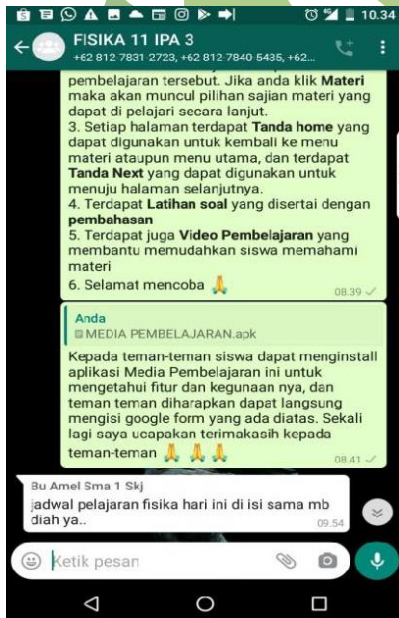 10.34
FISIKA 11 IPA 3
+62 812-7831-2723, +62 812-7840-5435, +62...
pembelajaran tersebut. Jika anda klik Materi
maka akan muncul pilihan sajian materi yang
dapat di pelajari secara lanjut.
3. Setiap halaman terdapat Tanda home yang
dapat digunakan untuk kembali ke menu
materi ataupun menu utama, dan terdapat
Tanda Next yang dapat digunakan untuk
menuju halaman selanjutnya.
4. Terdapat Latihan soal yang disertai dengan
pembahasan
5. Terdapat juga Video Pembelajaran yang
membantu memudahkan siswa memahami
materi
6. Selamat mencoba 🙏
08.39
Anda
MEDIA PEMBELAJARAN.apk
Kepada teman-teman siswa dapat menginstall
aplikasi Media Pembelajaran ini untuk
mengetahui fitur dan kegunaan nya, dan
teman teman diharapkan dapat langsung
mengisi google form yang ada diatas. Sekali
lagi saya ucapakan terimakasih kepada
teman-teman 🙏 🙏 🙏
08.41
Bu Amel Sma 1 Skj
jadwal pelajaran fisika hari ini di isi sama mb
diah ya..
09.54
Ketik pesan